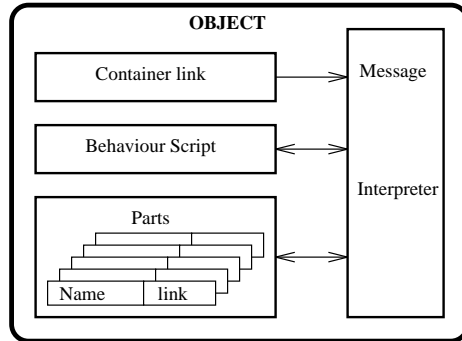 OBJECT
Container link
Message
Behaviour Script
Interpreter
Parts
Name link